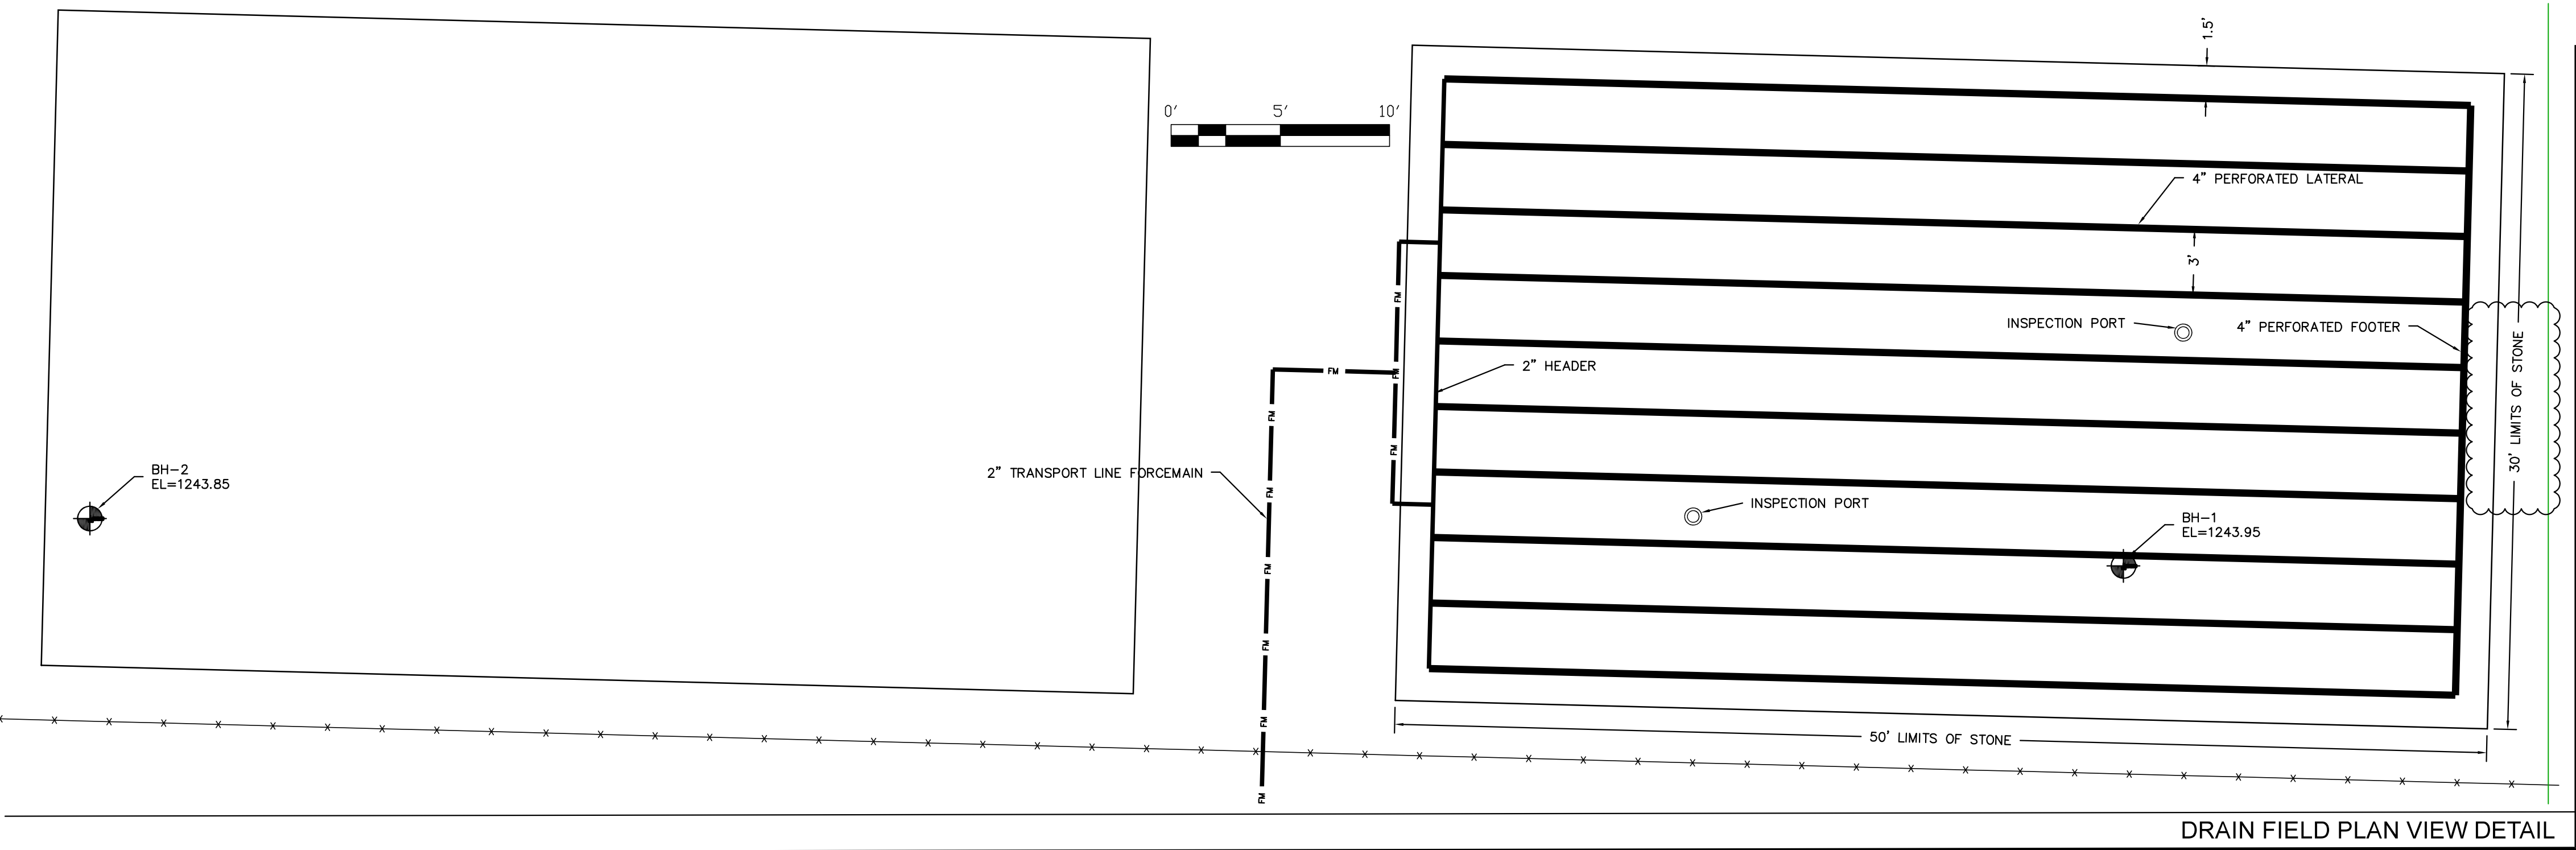 1.5'
0' 5' 10'
4" PERFORATED LATERAL
3'
FM
INSPECTION PORT
4" PERFORATED FOOTER
2" HEADER
FM
FM
FM
30' LIMITS OF STONE
BH-2
EL=1243.85
2" TRANSPORT LINE FORCEMAIN
FM
FM
INSPECTION PORT
BH-1
EL=1243.95
FM
FM
FM
50' LIMITS OF STONE
FM
DRAIN FIELD PLAN VIEW DETAIL